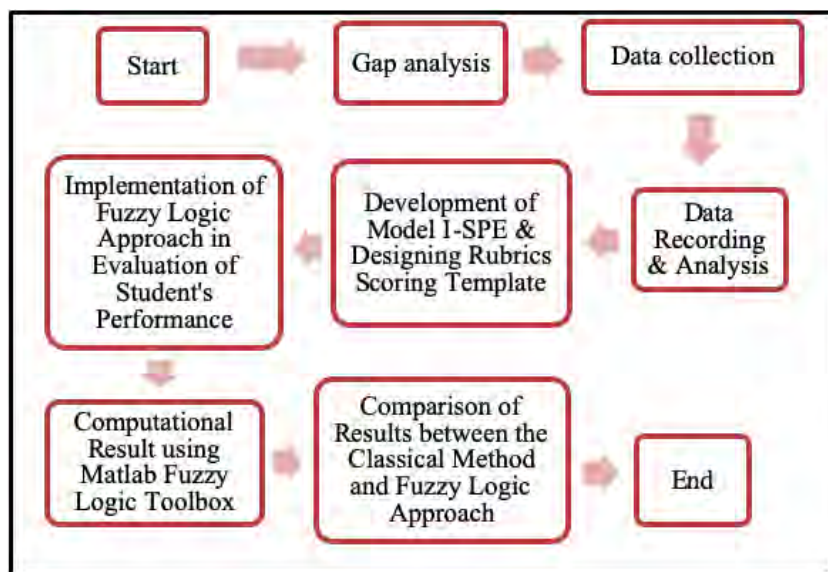 Start
Gap analysis
Data collection
Data
Recording
& Analysis
Development of
Model I-SPE &
Designing Rubrics
Scoring Template
Implementation of
Fuzzy Logic
Approach in
Evaluation of
Student's
Performance
Computational
Result using
Matlab Fuzzy
Logic Toolbox
Comparison of
Results between the
Classical Method
and Fuzzy Logic
Approach
End